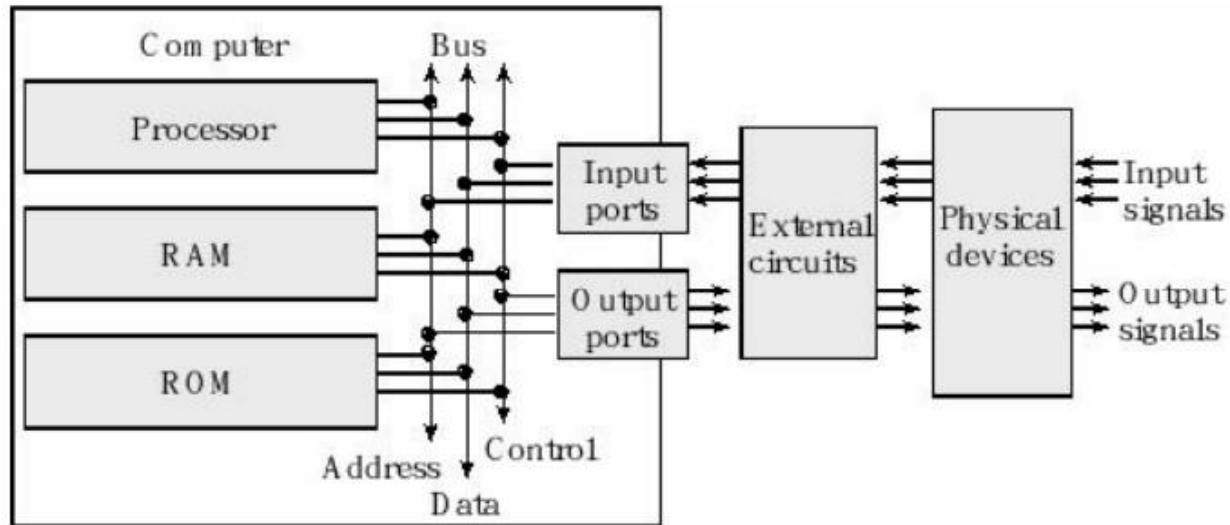 Computer
Bus
Processor
RAM
ROM
Address
Data
Control
Input
ports
Output
ports
External
circuits
Physical
devices
Input
signals
Output
signals